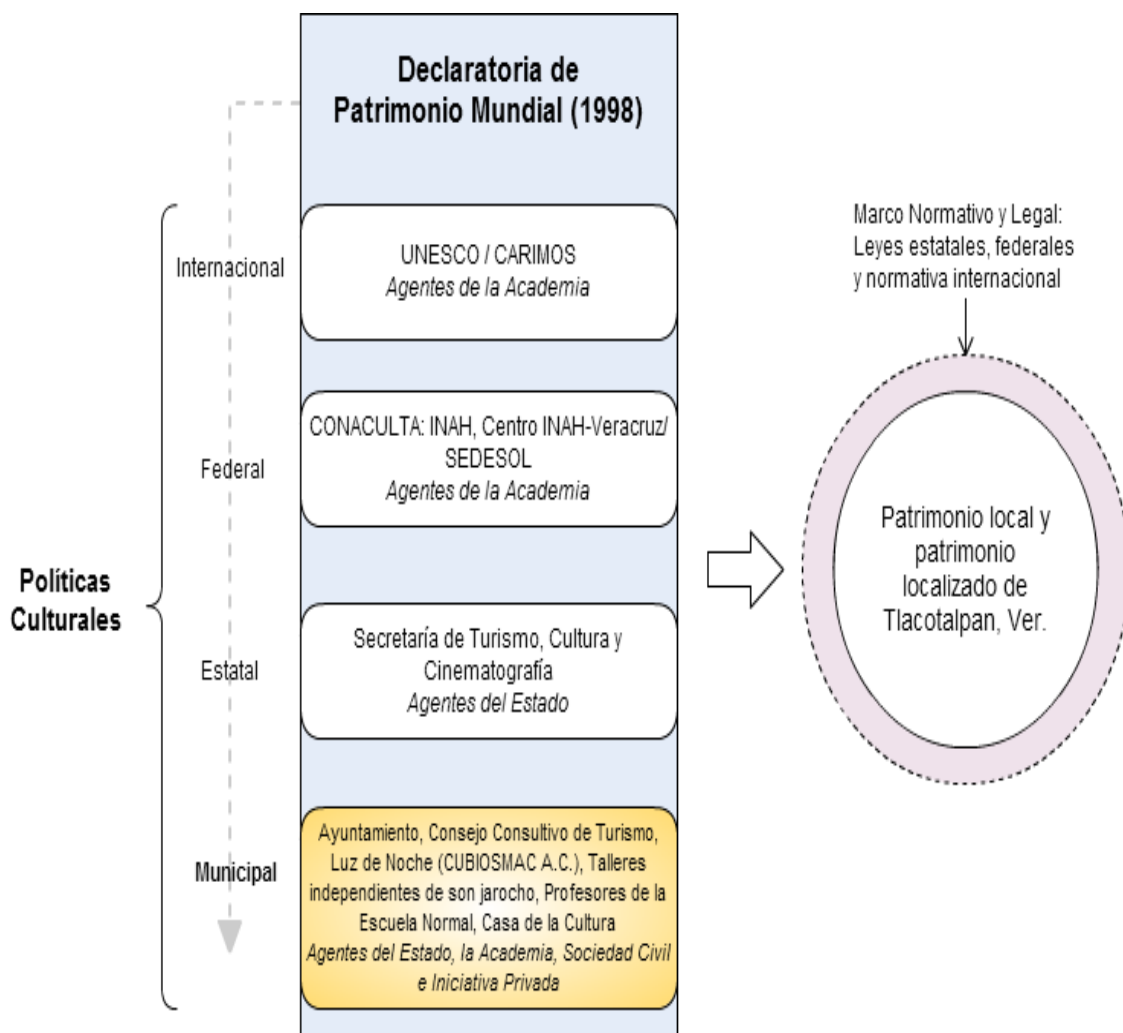 Declaratoria de
Patrimonio Mundial (1998)
Políticas
Culturales
Internacional
UNESCO / CARIMOS
Agentes de la Academia
Federal
CONACULTA: INAH, Centro INAH-Veracruz/
SEDESOL
Agentes de la Academia
Estatal
Secretaría de Turismo, Cultura y
Cinematografía
Agentes del Estado
Municipal
Ayuntamiento, Consejo Consultivo de Turismo,
Luz de Noche (CUBIOSMAC A.C.), Talleres
independientes de son jarocho, Profesores de la
Escuela Normal, Casa de la Cultura
Agentes del Estado, la Academia, Sociedad Civil
e Iniciativa Privada
Marco Normativo y Legal:
Leyes estatales, federales
y normativa internacional
Patrimonio local y
patrimonio
localizado de
Tlacotalpan, Ver.